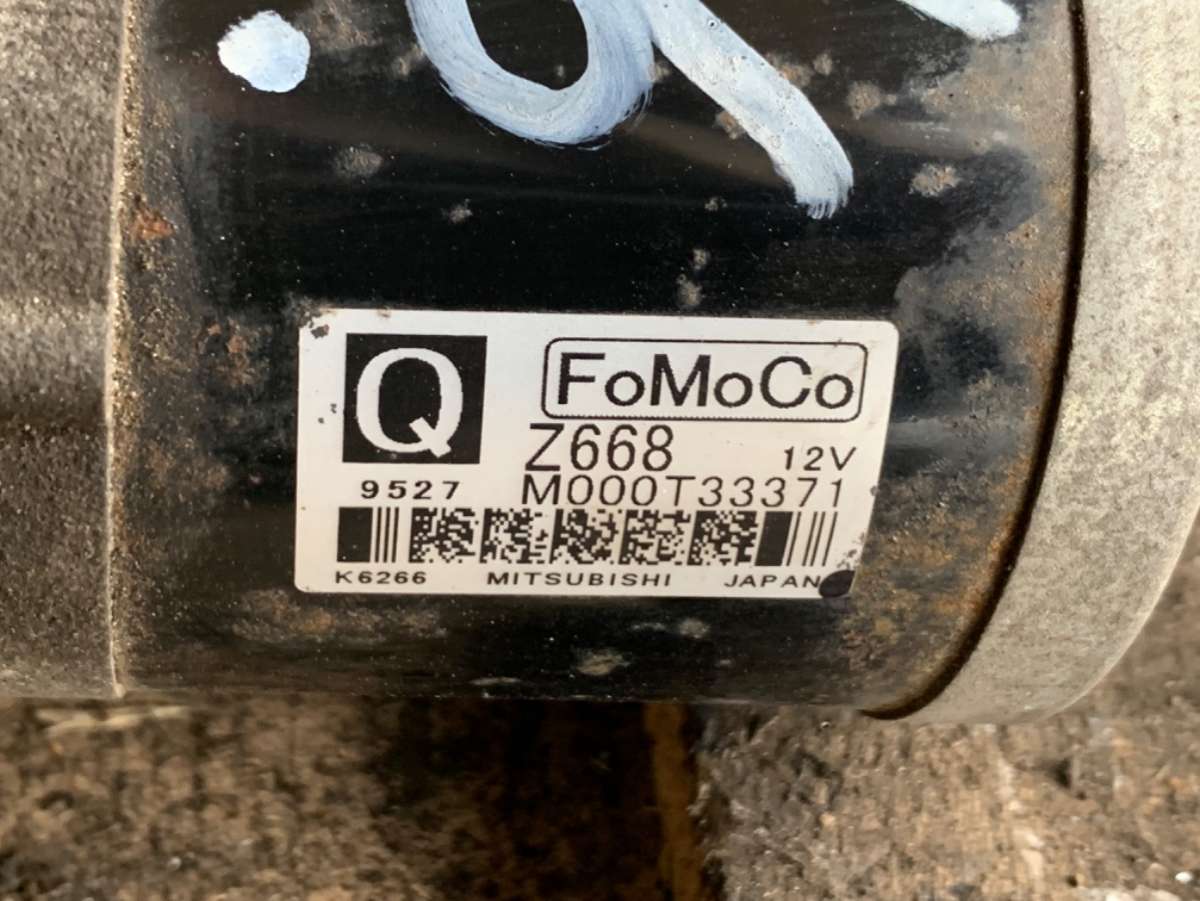 Q
FoMoCo
Z668 12V
9527 M000T33371
K6266 MITSUBISHI JAPAN